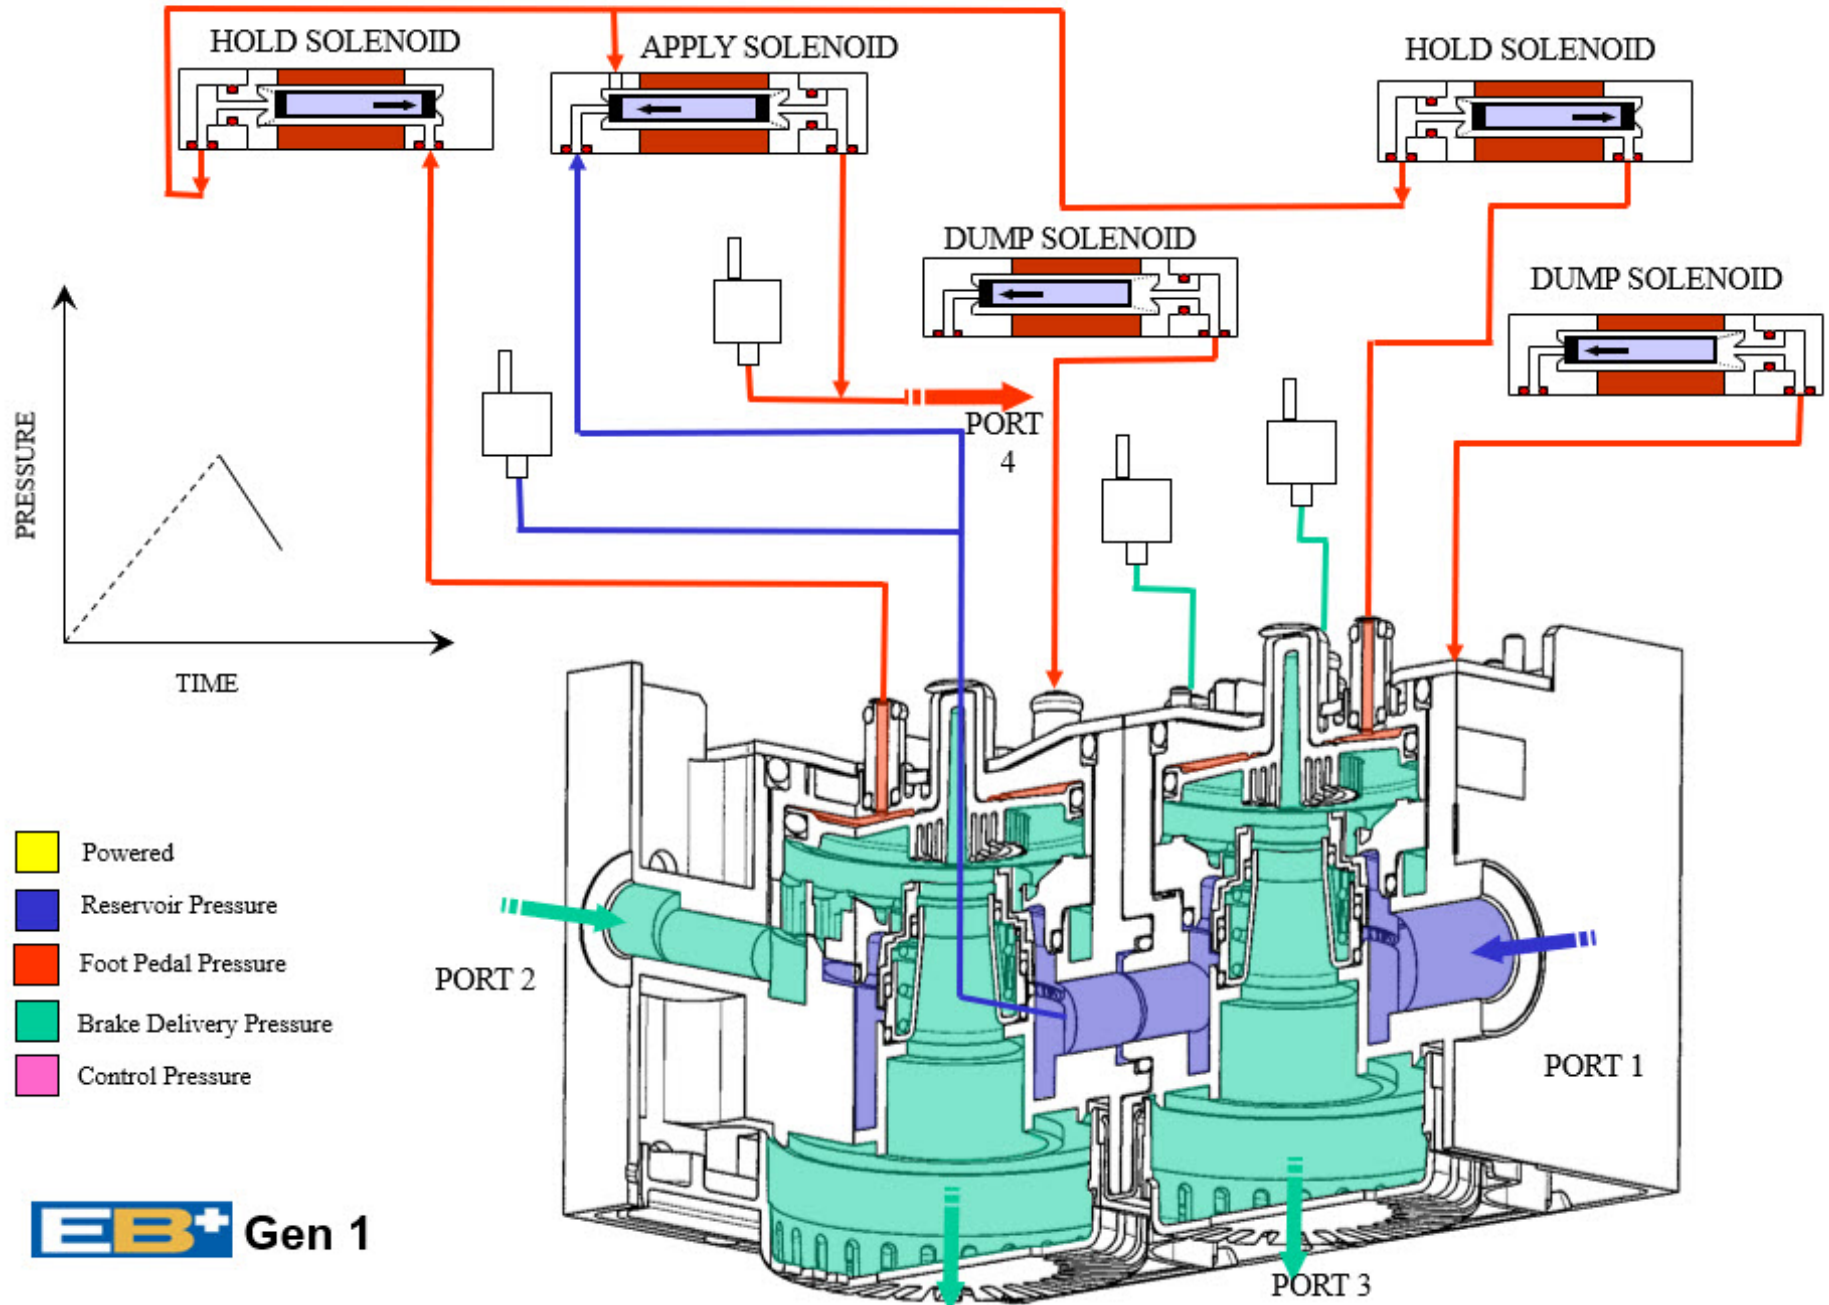 HOLD SOLENOID
APPLY SOLENOID
HOLD SOLENOID
DUMP SOLENOID
DUMP SOLENOID
PORT
4
PRESSURE
TIME
Powered
Reservoir Pressure
Foot Pedal Pressure
Brake Delivery Pressure
Control Pressure
PORT 2
PORT 1
PORT 3
EB+ Gen 1